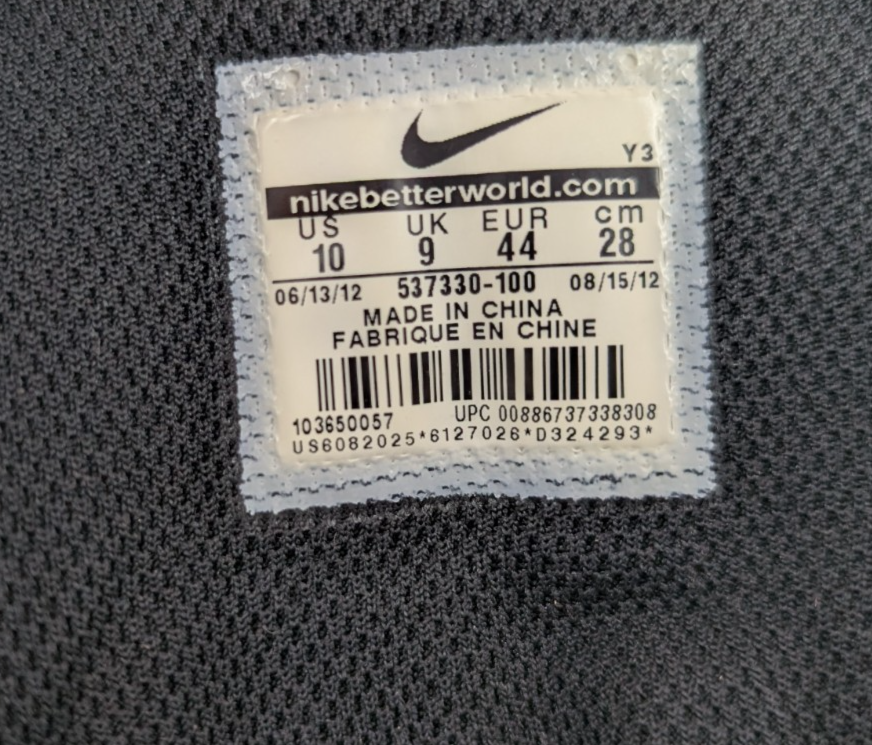 Y3
nikebetterworld.com
US UK EUR cm
10 9 44 28
06/13/12 537330-100 08/15/12
MADE IN CHINA
FABRIQUE EN CHINE
103650057 UPC 00886737338308
US6082025*6127026*D324293*